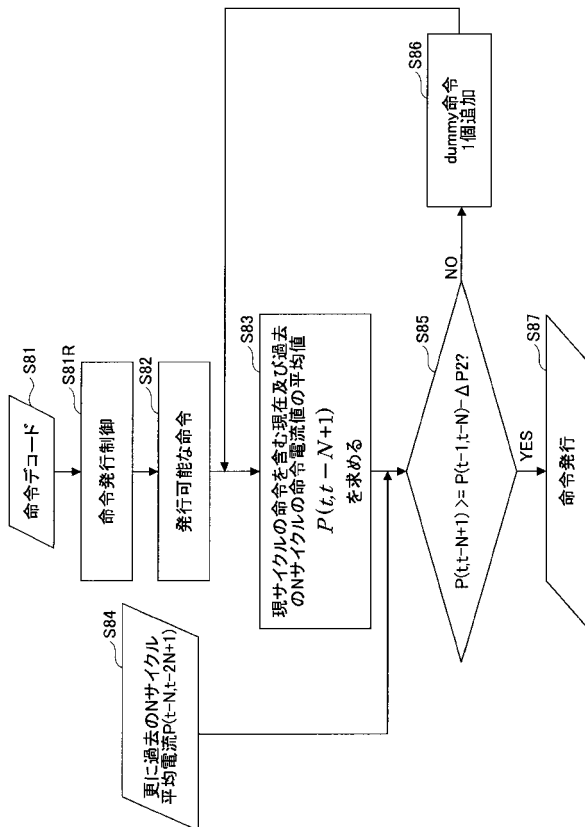 S81
命令デコード
S81R
命令発行制御
S82
発行可能な命令
S83
現サイクルの命令を含む現在及び過去
のNサイクルの命令電流値の平均値
P(t,t−N+1)
を求める
S84
更に過去のNサイクル
平均電流P(t−N,t−2N+1)
S85
P(t,t−N+1) >= P(t−1,t−N)−ΔP2?
NO
S86
dummy命令
1個追加
YES
S87
命令発行